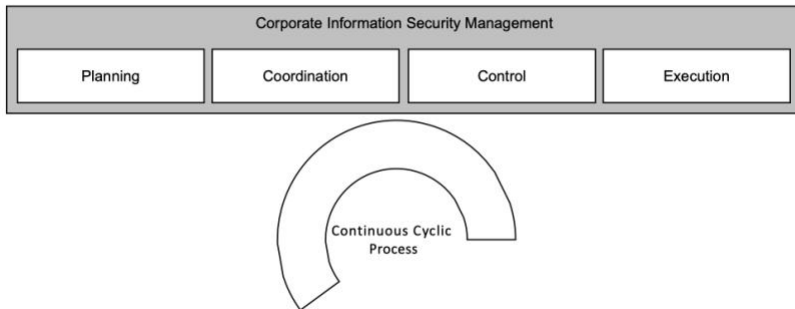 Corporate Information Security Management
Planning
Coordination
Control
Execution
Continuous Cyclic
Process